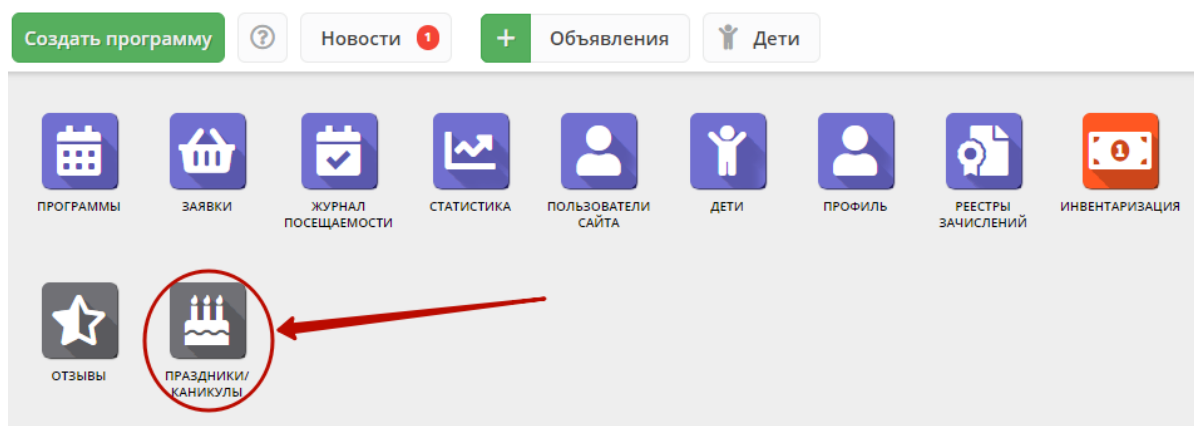 Создать программу
?
Новости 1
+ Объявления
Дети
ПРОГРАММЫ
ЗАЯВКИ
ЖУРНАЛ
ПОСЕЩАЕМОСТИ
СТАТИСТИКА
ПОЛЬЗОВАТЕЛИ
САЙТА
ДЕТИ
ПРОФИЛЬ
РЕЕСТРЫ
ЗАЧИСЛЕНИЙ
1
ИНВЕНТАРИЗАЦИЯ
ОТЗЫВЫ
ПРАЗДНИКИ/
КАНИКУЛЫ